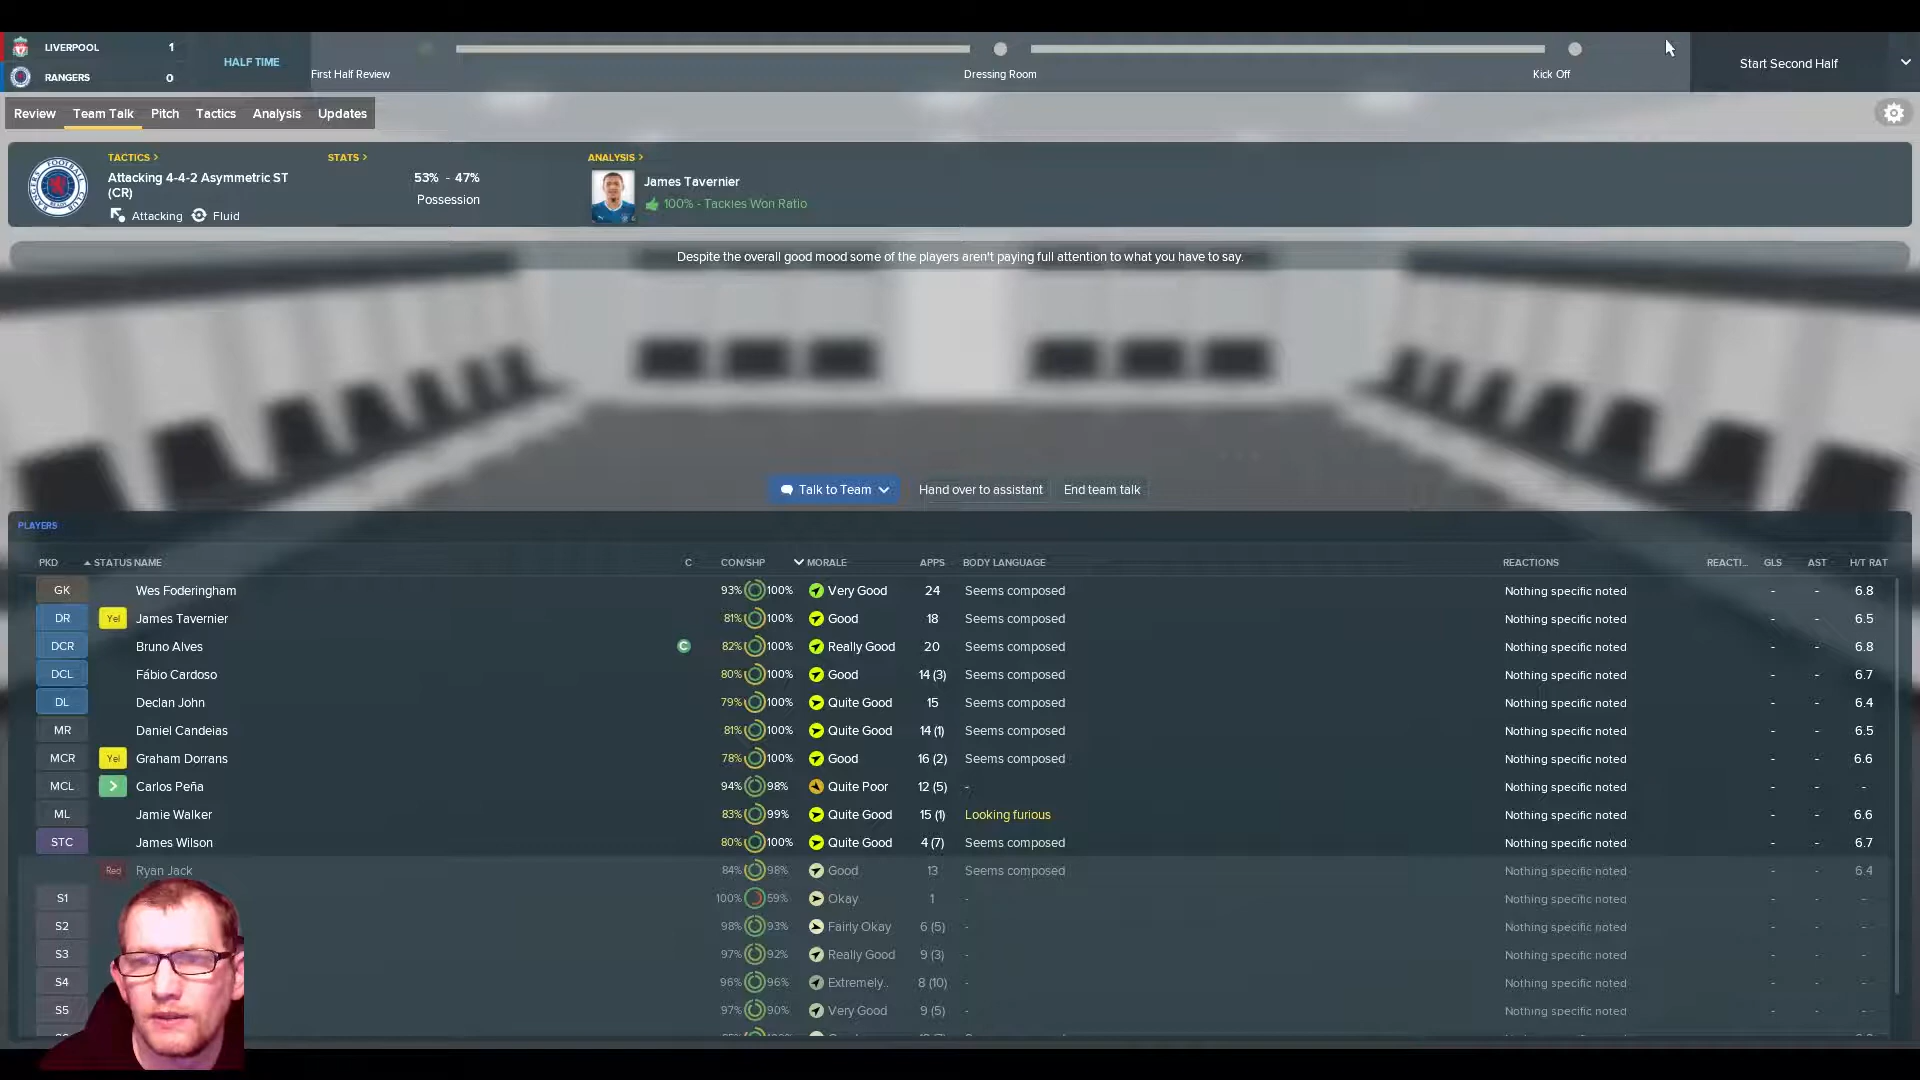 LIVERPOOL 1
RANGERS 0
HALF TIME
First Half Review
Dressing Room
Kick Off
Start Second Half
Review Team Talk Pitch Tactics Analysis Updates
TACTICS > STATS > ANALYSIS >
Attacking 4-4-2 Asymmetric ST (CR)
Attacking Fluid
53% - 47%
Possession
James Tavernier
100% - Tackles Won Ratio
Despite the overall good mood some of the players aren't paying full attention to what you have to say.
Talk to Team Hand over to assistant End team talk
PLAYERS
PKD STATUS NAME C CON/SHP MORALE APPS BODY LANGUAGE REACTIONS REACTI... GLS AST H/T RAT
GK Wes Foderingham 93% 100% Very Good 24 Seems composed Nothing specific noted - - 6.8
DR Yel James Tavernier 81% 100% Good 18 Seems composed Nothing specific noted - - 6.5
DCR Bruno Alves C 82% 100% Really Good 20 Seems composed Nothing specific noted - - 6.8
DCL Fábio Cardoso 80% 100% Good 14 (3) Seems composed Nothing specific noted - - 6.7
DL Declan John 79% 100% Quite Good 15 Seems composed Nothing specific noted - - 6.4
MR Daniel Candeias 81% 100% Quite Good 14 (1) Seems composed Nothing specific noted - - 6.5
MCR Yel Graham Dorrans 78% 100% Good 16 (2) Seems composed Nothing specific noted - - 6.6
MCL Carlos Peña 94% 98% Quite Poor 12 (5) - Nothing specific noted - - -
ML Jamie Walker 83% 99% Quite Good 15 (1) Looking furious Nothing specific noted - - 6.6
STC James Wilson 80% 100% Quite Good 4 (7) Seems composed Nothing specific noted - - 6.7
Red Ryan Jack 84% 98% Good 13 Seems composed Nothing specific noted - - 6.4
S1 100% 59% Okay 1 - Nothing specific noted - - -
S2 98% 93% Fairly Okay 6 (5) - Nothing specific noted - - -
S3 97% 92% Really Good 9 (3) - Nothing specific noted - - -
S4 96% 96% Extremely.. 8 (10) - Nothing specific noted - - -
S5 97% 90% Very Good 9 (5) - Nothing specific noted - - -